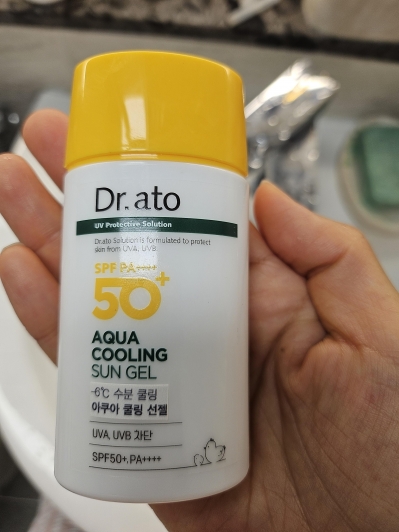 Dr.ato
UV Protective Solution
Dr.ato Solution is formulated to protect
skin from UVA, UVB
SPF PA++++
50+
AQUA
COOLING
SUN GEL
-6℃ 수분 쿨링
아쿠아 쿨링 선젤
UVA, UVB 차단
SPF50+, PA++++